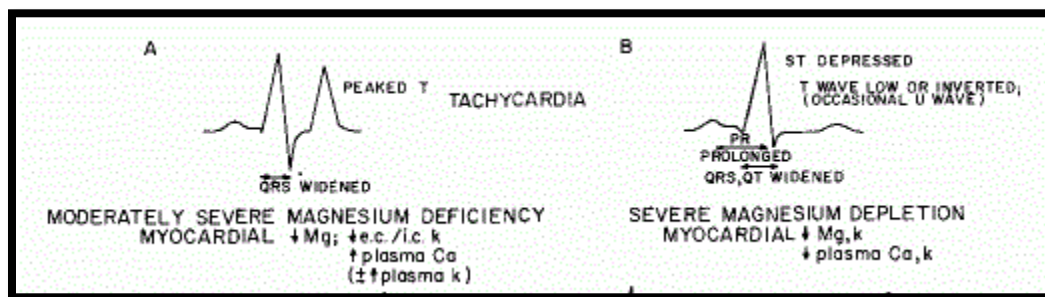 A
PEAKED T
TACHYCARDIA
QRS WIDENED
MODERATELY SEVERE MAGNESIUM DEFICIENCY
MYOCARDIAL ↓Mg; ↓e.c./i.c. k
↑plasma Ca
(±↑plasma k)
B
ST DEPRESSED
T WAVE LOW OR INVERTED;
(OCCASIONAL U WAVE)
PR
PROLONGED
QRS,QT WIDENED
SEVERE MAGNESIUM DEPLETION
MYOCARDIAL ↓ Mg,k
↓ plasma Ca,k